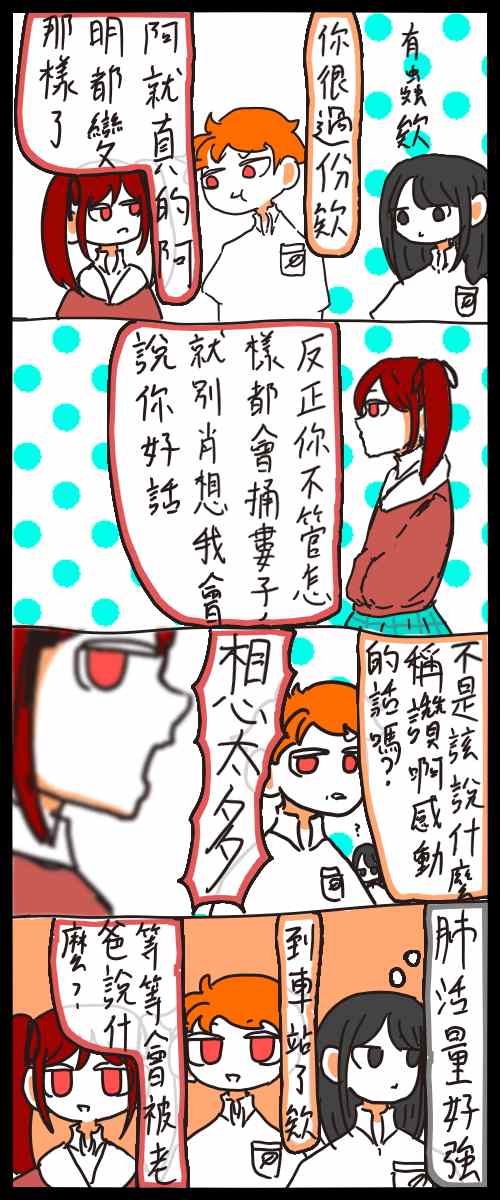 有蟲欸
你很過份欸
阿就真的阿
明都變
那樣了
反正你不管怎
樣都會捅婁子,
就別肖想我會
說你好話
不是該說什麼
稱讚啊感動
的話嗎?
?
想太多
肺活量好強
到車站了欸
等等會被老
爸說什
麼?